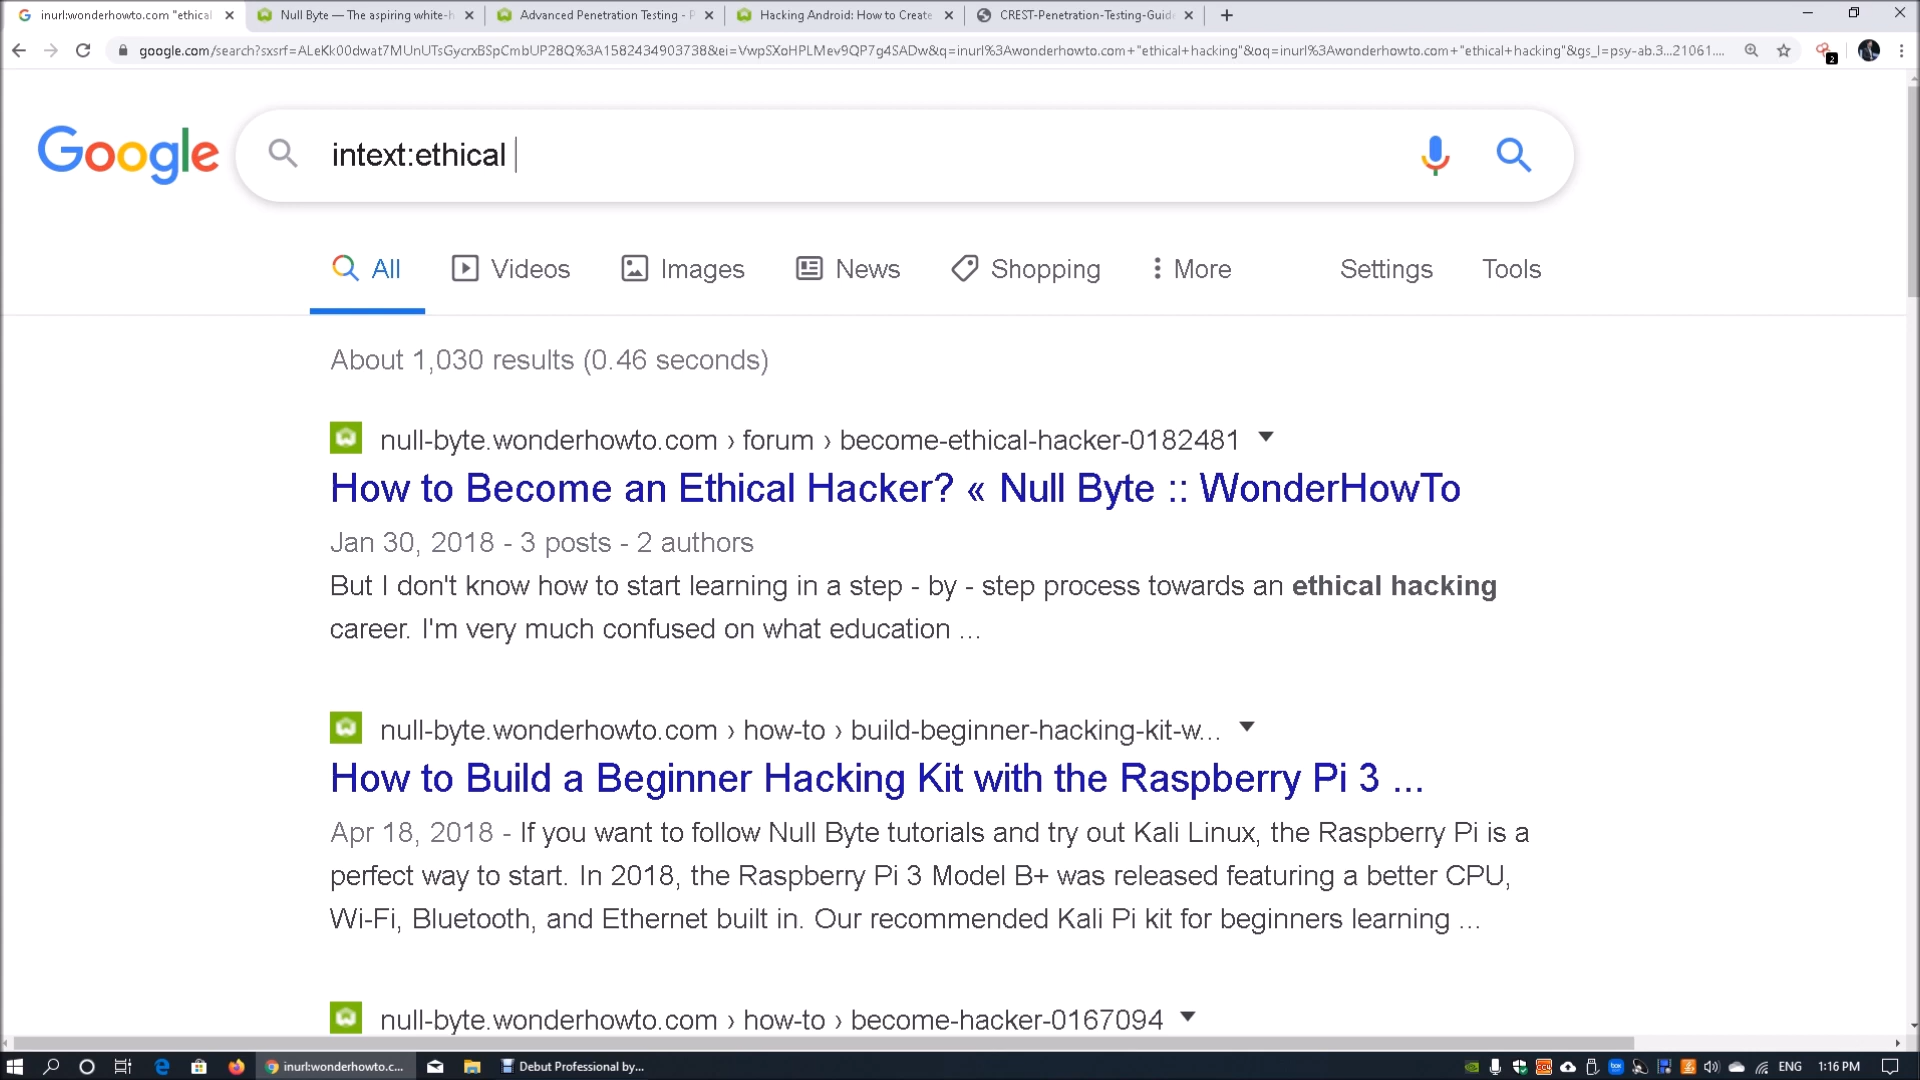 inurl:wonderhowto.com "ethical
Null Byte — The aspiring white-h
Advanced Penetration Testing - P
Hacking Android: How to Create
CREST-Penetration-Testing-Guid
google.com/search?sxsrf=ALeKk00dwat7MUnUTsGycrxBSpCmbUP28Q%3A1582434903738&ei=VwpSXoHPLMev9QP7g4SADw&q=inurl%3Awonderhowto.com+"ethical+hacking"&oq=inurl%3Awonderhowto.com+"ethical+hacking"&gs_l=psy-ab.3...21061....
2
Google
intext:ethical
All
Videos
Images
News
Shopping
More
Settings
Tools
About 1,030 results (0.46 seconds)
null-byte.wonderhowto.com › forum › become-ethical-hacker-0182481
How to Become an Ethical Hacker? « Null Byte :: WonderHowTo
Jan 30, 2018 - 3 posts - 2 authors
But I don't know how to start learning in a step - by - step process towards an ethical hacking
career. I'm very much confused on what education ...
null-byte.wonderhowto.com › how-to › build-beginner-hacking-kit-w...
How to Build a Beginner Hacking Kit with the Raspberry Pi 3 ...
Apr 18, 2018 - If you want to follow Null Byte tutorials and try out Kali Linux, the Raspberry Pi is a
perfect way to start. In 2018, the Raspberry Pi 3 Model B+ was released featuring a better CPU,
Wi-Fi, Bluetooth, and Ethernet built in. Our recommended Kali Pi kit for beginners learning ...
null-byte.wonderhowto.com › how-to › become-hacker-0167094
inurl:wonderhowto.c...
Debut Professional by...
ENG
1:16 PM